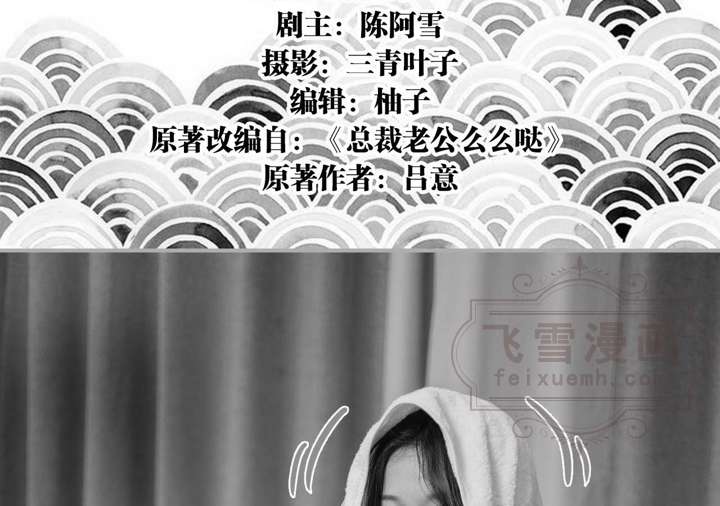 剧主：陈阿雪
摄影：三青叶子
编辑：柚子
原著改编自：《总裁老公么么哒》
原著作者：吕意
飞雪漫画
feixuemh.com